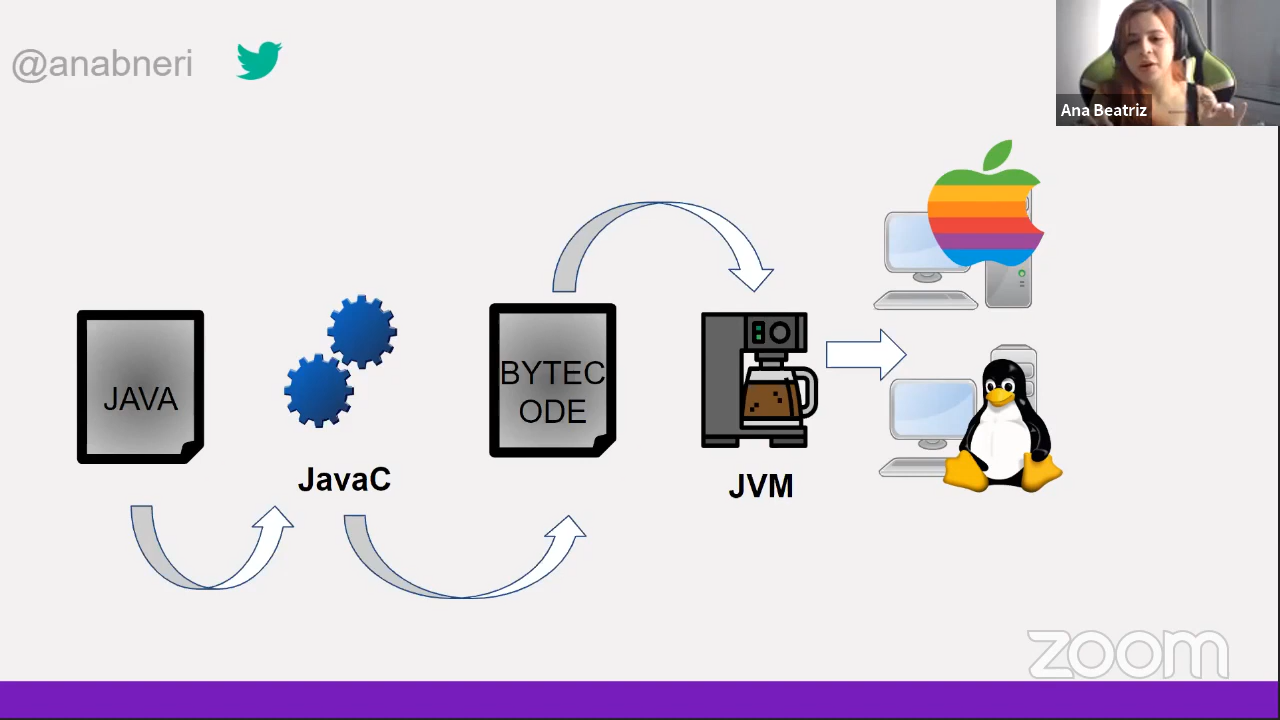 @anabneri
Ana Beatriz
JAVA
JavaC
BYTEC
ODE
JVM
zoom